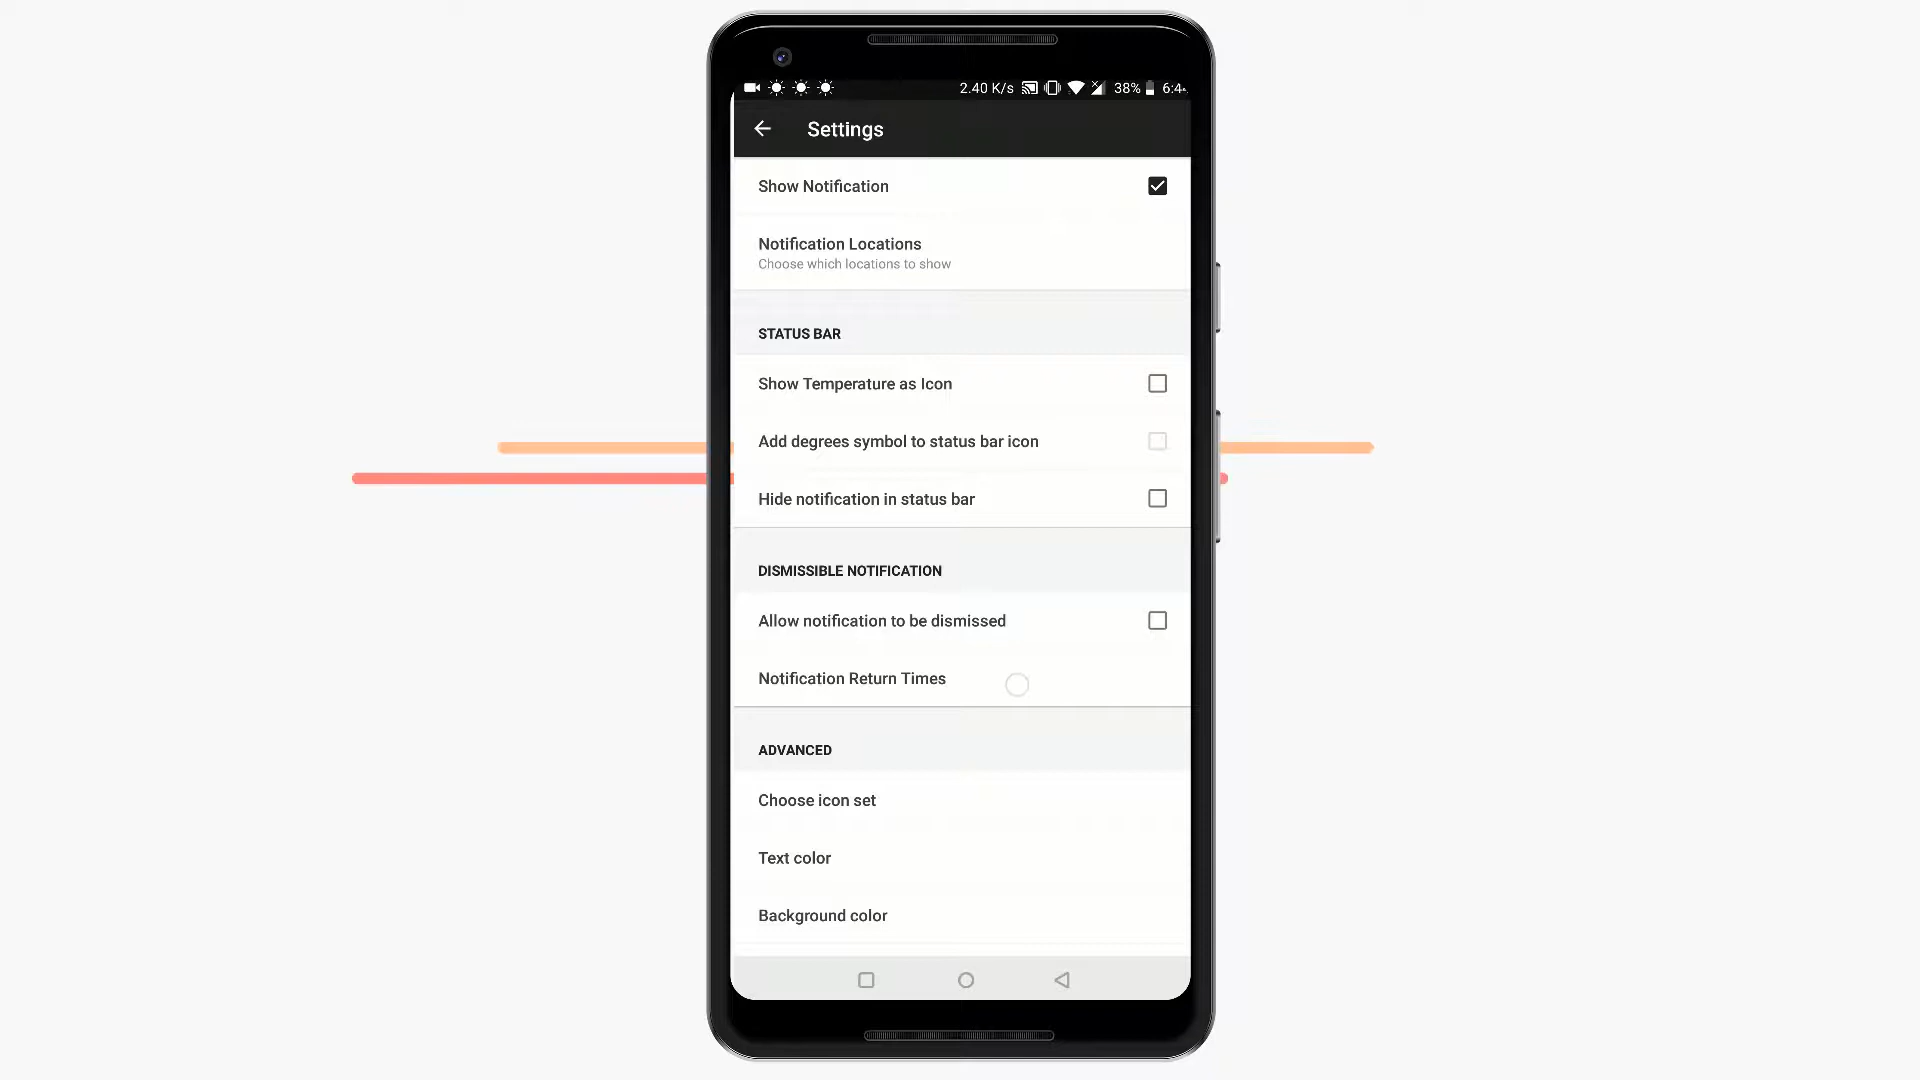 2.40 K/s 38%
Settings
Show Notification
Notification Locations
Choose which locations to show
STATUS BAR
Show Temperature as Icon
Add degrees symbol to status bar icon
Hide notification in status bar
DISMISSIBLE NOTIFICATION
Allow notification to be dismissed
Notification Return Times
ADVANCED
Choose icon set
Text color
Background color